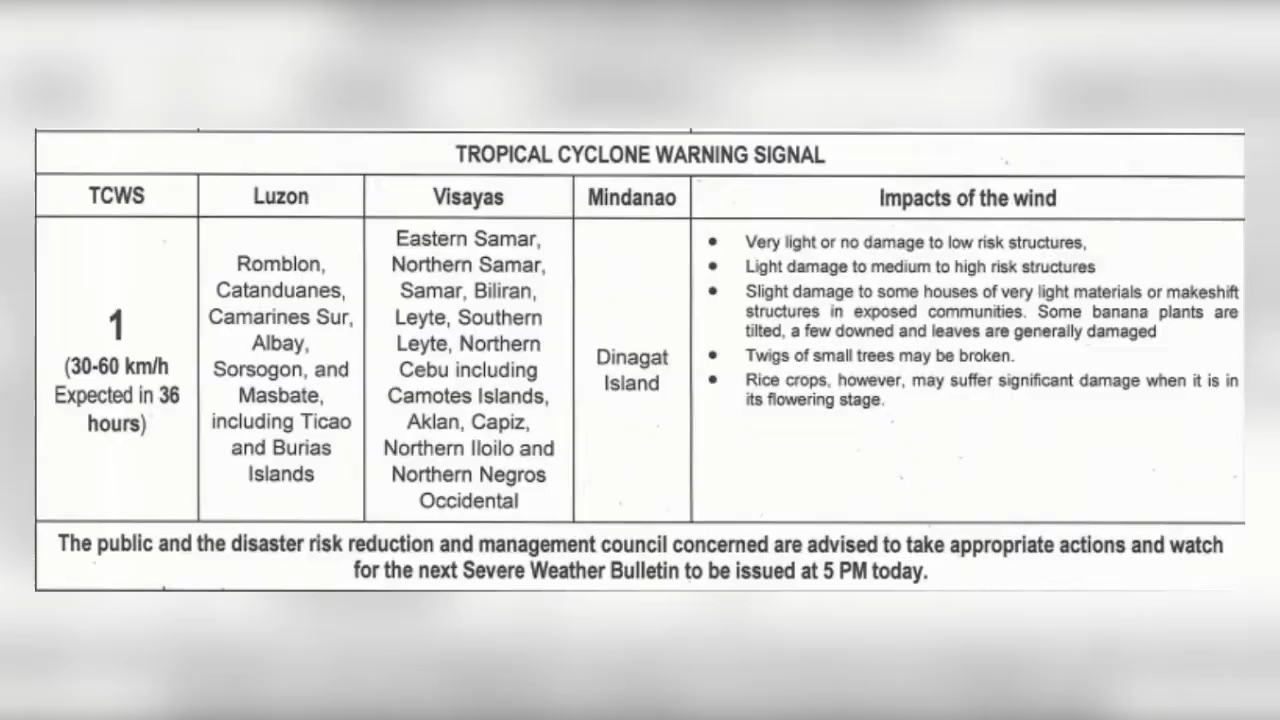 TROPICAL CYCLONE WARNING SIGNAL
TCWS
Luzon
Visayas
Mindanao
Impacts of the wind
1
(30-60 km/h
Expected in 36
hours)
Romblon,
Catanduanes,
Camarines Sur,
Albay,
Sorsogon, and
Masbate,
including Ticao
and Burias
Islands
Eastern Samar,
Northern Samar,
Samar, Biliran,
Leyte, Southern
Leyte, Northern
Cebu including
Camotes Islands,
Aklan, Capiz,
Northern Iloilo and
Northern Negros
Occidental
Dinagat
Island
• Very light or no damage to low risk structures,
• Light damage to medium to high risk structures
• Slight damage to some houses of very light materials or makeshift
structures in exposed communities. Some banana plants are
tilted, a few downed and leaves are generally damaged
• Twigs of small trees may be broken.
• Rice crops, however, may suffer significant damage when it is in
its flowering stage.
The public and the disaster risk reduction and management council concerned are advised to take appropriate actions and watch
for the next Severe Weather Bulletin to be issued at 5 PM today.